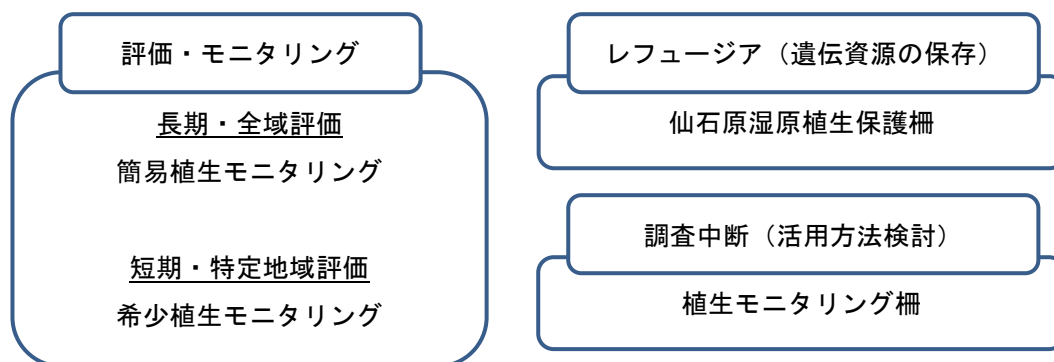 評価・モニタリング
長期・全域評価
簡易植生モニタリング
短期・特定地域評価
希少植生モニタリング
レフュージア（遺伝資源の保存）
仙石原湿原植生保護柵
調査中断（活用方法検討）
植生モニタリング柵